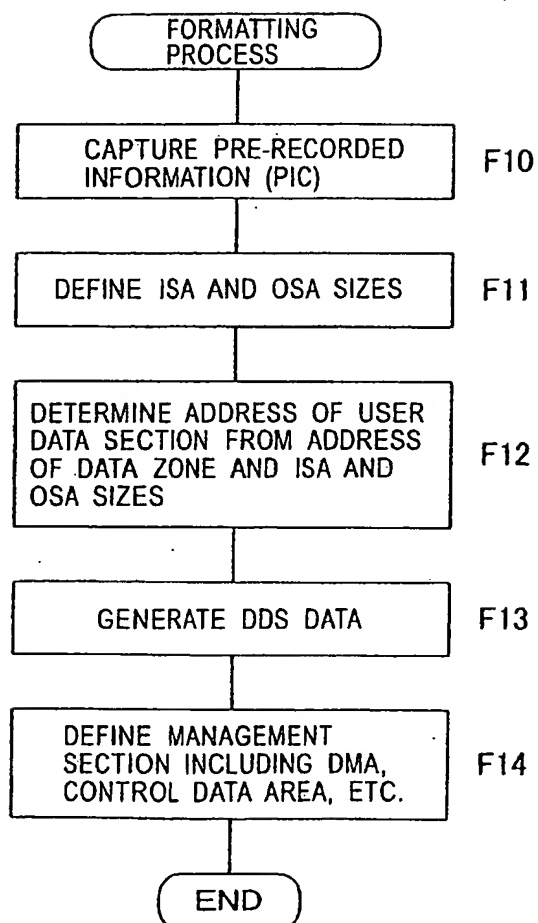 FORMATTING
PROCESS
CAPTURE PRE-RECORDED
INFORMATION (PIC)
F10
DEFINE ISA AND OSA SIZES
F11
DETERMINE ADDRESS OF USER
DATA SECTION FROM ADDRESS
OF DATA ZONE AND ISA AND
OSA SIZES
F12
GENERATE DDS DATA
F13
DEFINE MANAGEMENT
SECTION INCLUDING DMA,
CONTROL DATA AREA, ETC.
F14
END